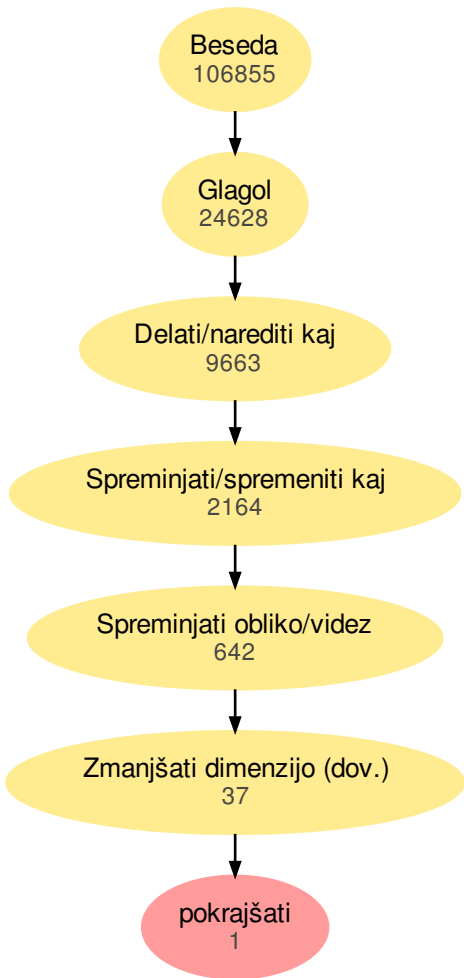 Beseda
106855
Glagol
24628
Delati/narediti kaj
9663
Spreminjati/spremeniti kaj
2164
Spreminjati obliko/videz
642
Zmanjšati dimenzijo (dov.)
37
pokrajšati
1